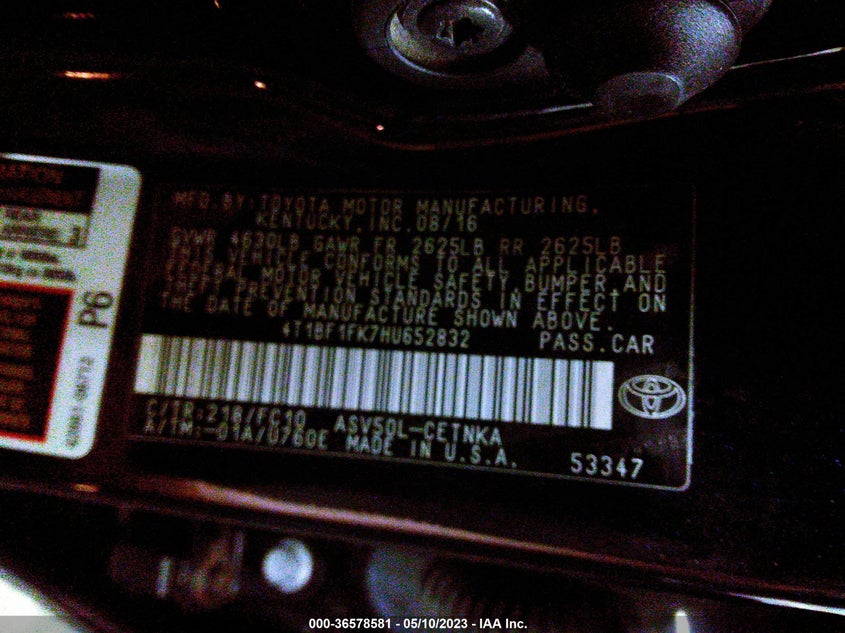 MFD.BY:TOYOTA MOTOR MANUFACTURING,
KENTUCKY,INC.08/16
GVWR 4630LB GAWR FR 2625LB RR 2625LB
THIS VEHICLE CONFORMS TO ALL APPLICABLE
FEDERAL MOTOR VEHICLE SAFETY,BUMPER,AND
THEFT PREVENTION STANDARDS IN EFFECT ON
THE DATE OF MANUFACTURE SHOWN ABOVE.
4T1BF1FK7HU652832 PASS.CAR
C/TR:218/FC10 ASV50L-CETNKA
A/TM:-01A/U760E MADE IN U.S.A.
53347
P6
000-36578581 - 05/10/2023 - IAA Inc.